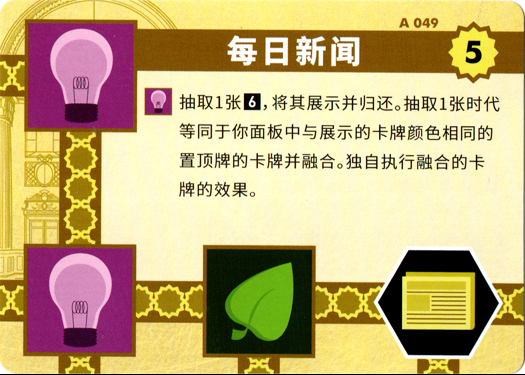 A 049
每日新闻
5
抽取1张6，将其展示并归还。抽取1张时代
等同于你面板中与展示的卡牌颜色相同的
置顶牌的卡牌并融合。独自执行融合的卡
牌的效果。